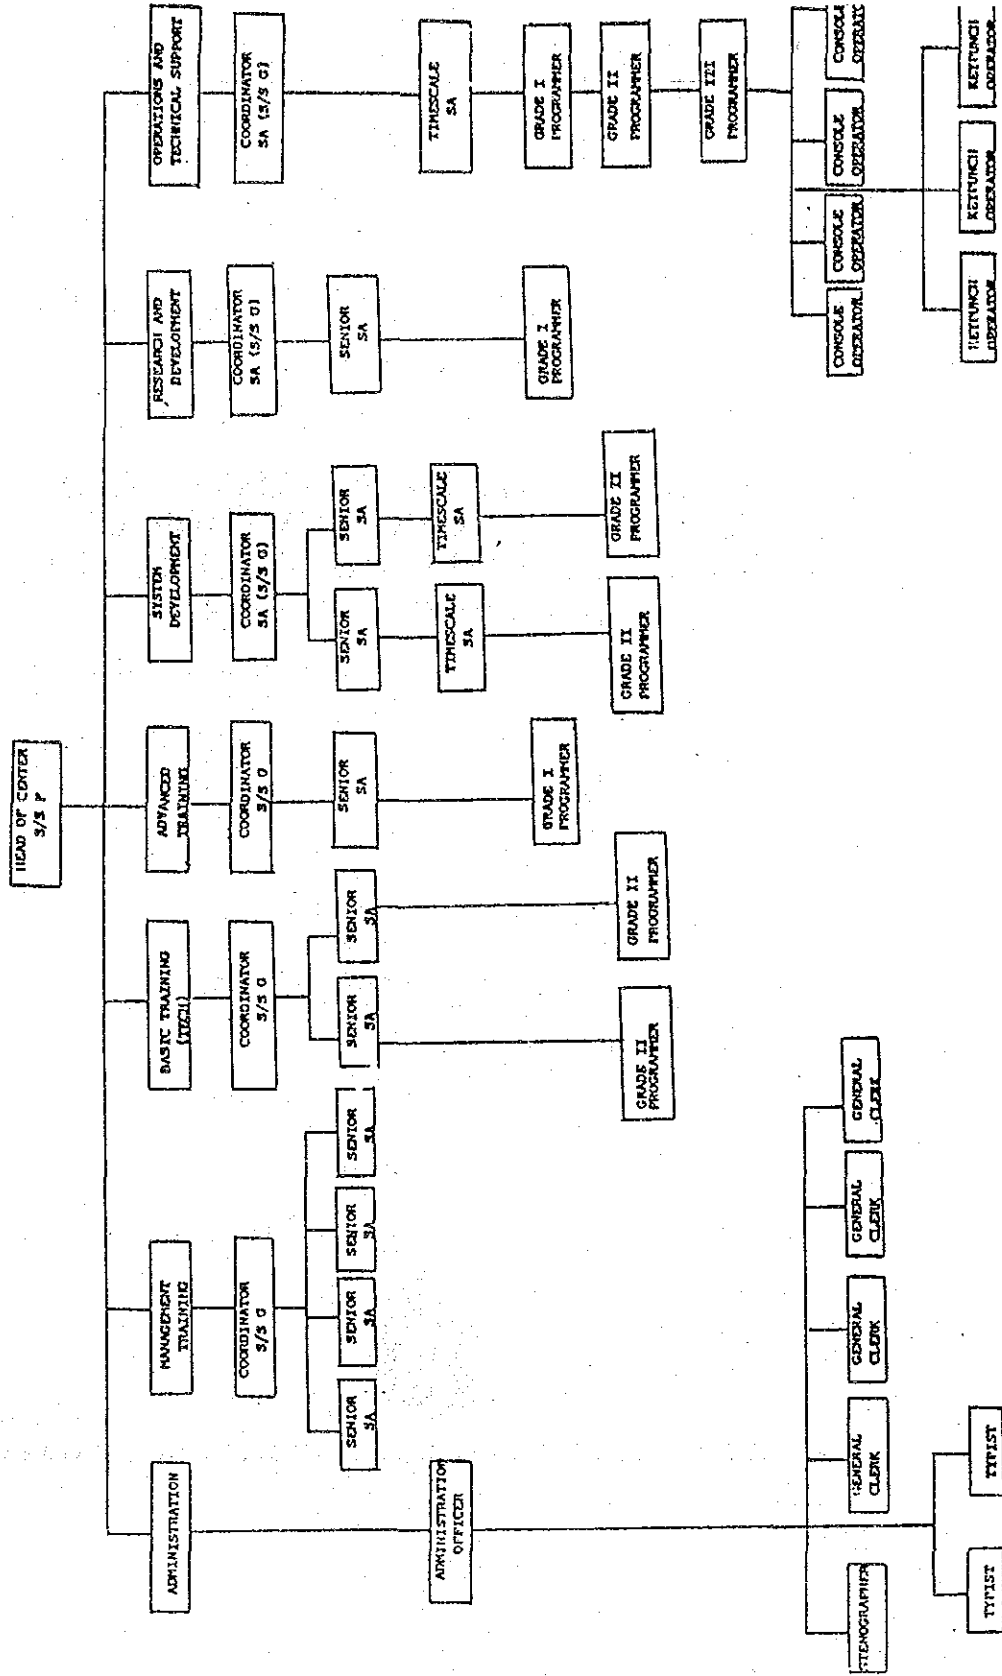 HEAD OF CENTER
S/S P
ADMINISTRATION
MANAGEMENT
TRAINING
BASIC TRAINING
(TECH)
ADVANCED
TRAINING
SYSTEM
DEVELOPMENT
RESEARCH AND
DEVELOPMENT
OPERATIONS AND
TECHNICAL SUPPORT
COORDINATOR
S/S G
COORDINATOR
S/S G
COORDINATOR
S/S G
COORDINATOR
SA (S/S G)
COORDINATOR
SA (S/S G)
COORDINATOR
SA (S/S G)
SENIOR
SA
SENIOR
SA
SENIOR
SA
SENIOR
SA
SENIOR
SA
SENIOR
SA
SENIOR
SA
SENIOR
SA
SENIOR
SA
SENIOR
SA
ADMINISTRATION
OFFICER
TIMESCALE
SA
TIMESCALE
SA
TIMESCALE
SA
GRADE I
PROGRAMMER
GRADE I
PROGRAMMER
GRADE I
PROGRAMMER
GRADE II
PROGRAMMER
GRADE II
PROGRAMMER
GRADE II
PROGRAMMER
GRADE II
PROGRAMMER
GRADE II
PROGRAMMER
GRADE III
PROGRAMMER
STENOGRAPHER
GENERAL
CLERK
GENERAL
CLERK
GENERAL
CLERK
GENERAL
CLERK
CONSOLE
OPERATOR
CONSOLE
OPERATOR
CONSOLE
OPERATOR
CONSOLE
OPERATO
TYPIST
TYPIST
KEYPUNCH
OPERATOR
KEYPUNCH
OPERATOR
KEYPUNCH
OPERATOR